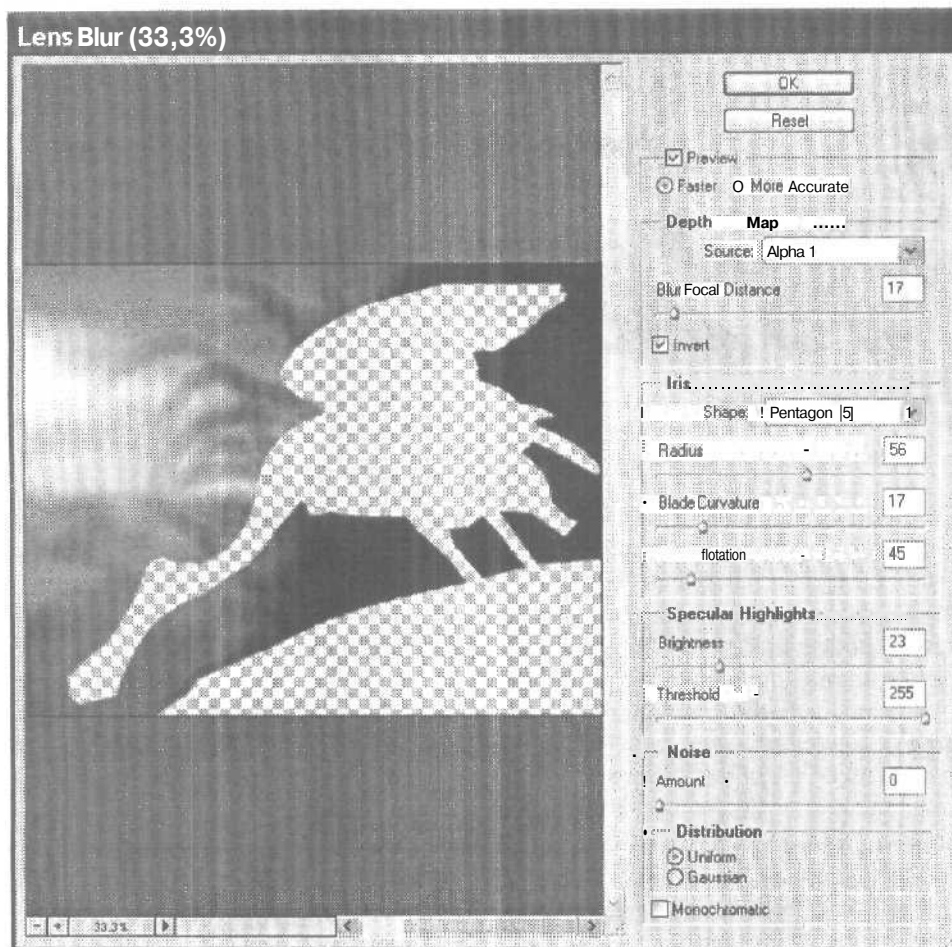 Lens Blur (33,3%)
OK
Reset
Preview
Faster O More Accurate
Depth Map ......
Source: Alpha 1
Blur Focal Distance 17
Invert
Iris
Shape: ! Pentagon |5]
Radius - 56
Blade Curvature 17
flotation - 45
Specular Highlights
Brightness 23
Threshold - 255
Noise
! Amount 0
Distribution
Uniform
Gaussian
Monochromatic
- + 33.3%